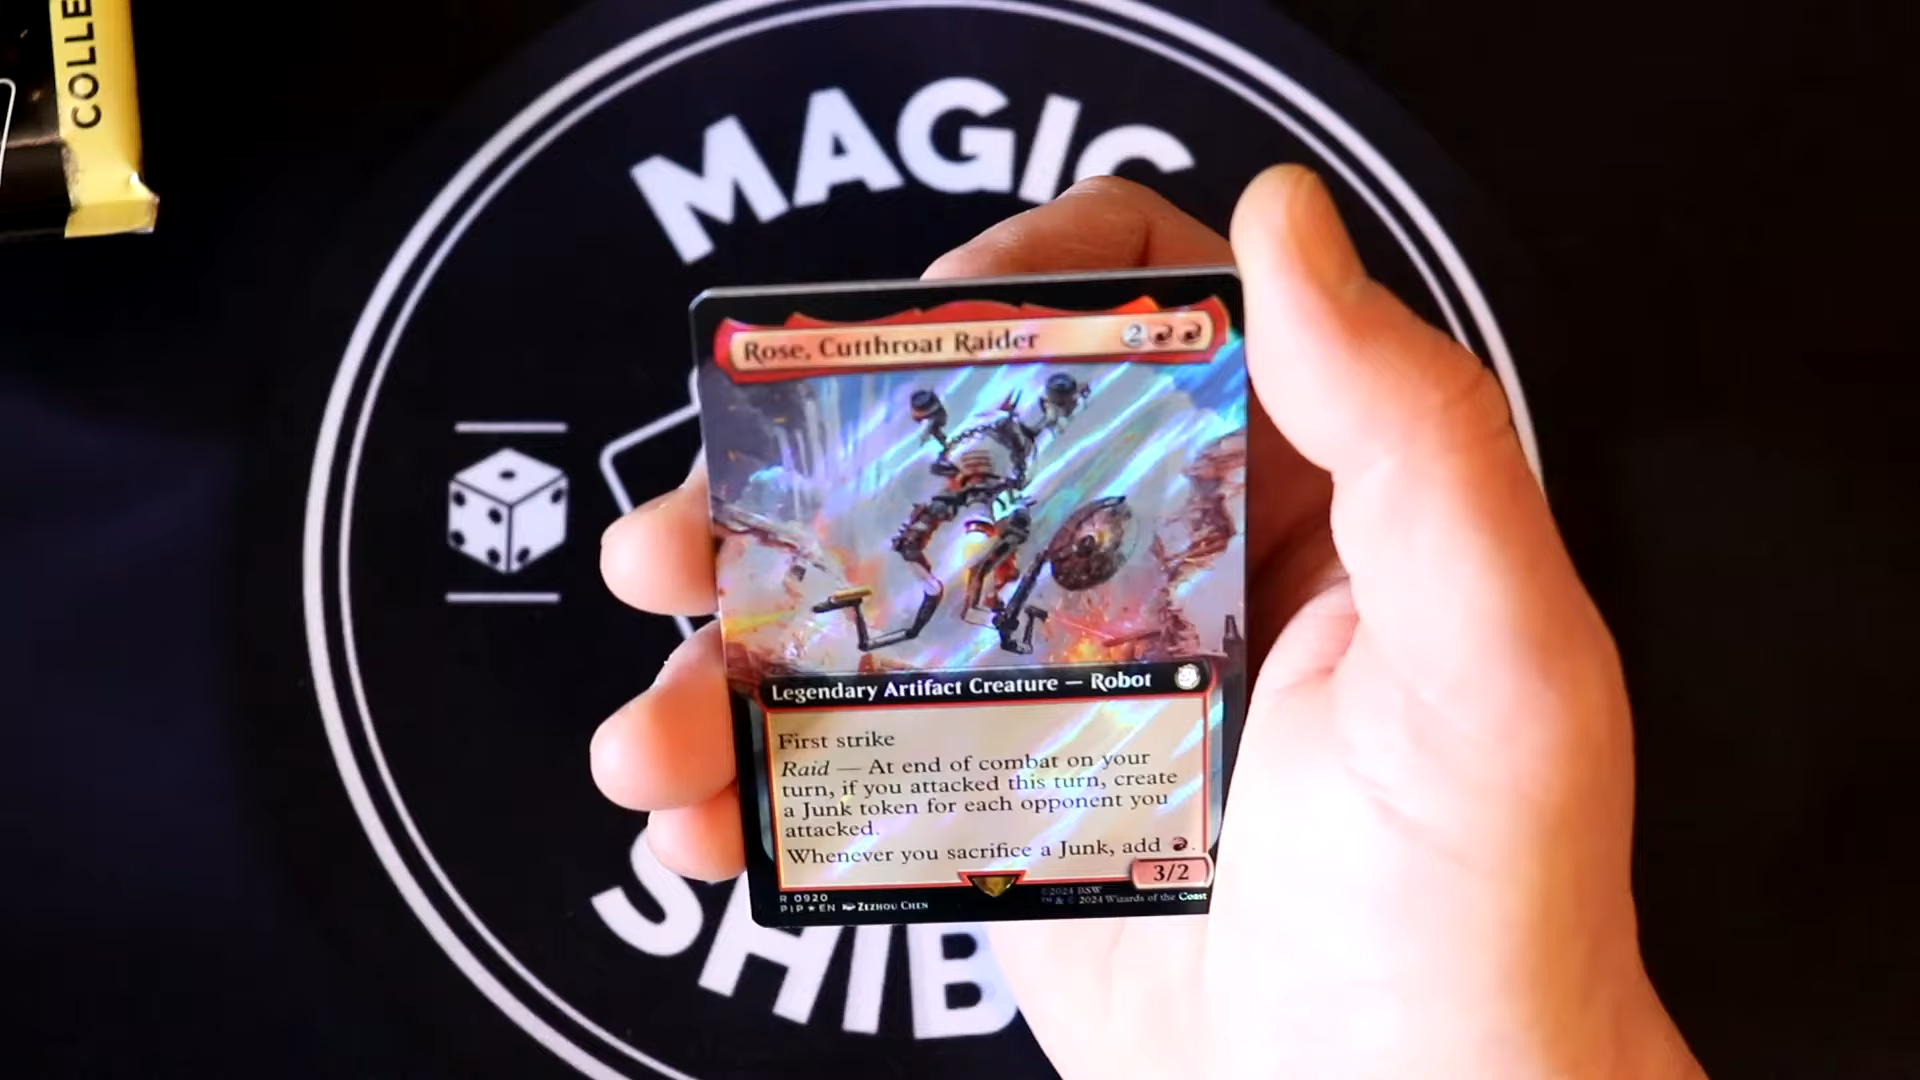 COLLE
MAGIC
Rose, Cutthroat Raider 2
Legendary Artifact Creature — Robot
First strike
Raid — At end of combat on your
turn, if you attacked this turn, create
a Junk token for each opponent you
attacked.
Whenever you sacrifice a Junk, add .
3/2
R 0920
PIP ★ EN Zezhou Chen
©2024 BSW
™ & © 2024 Wizards of the Coast
SHIB